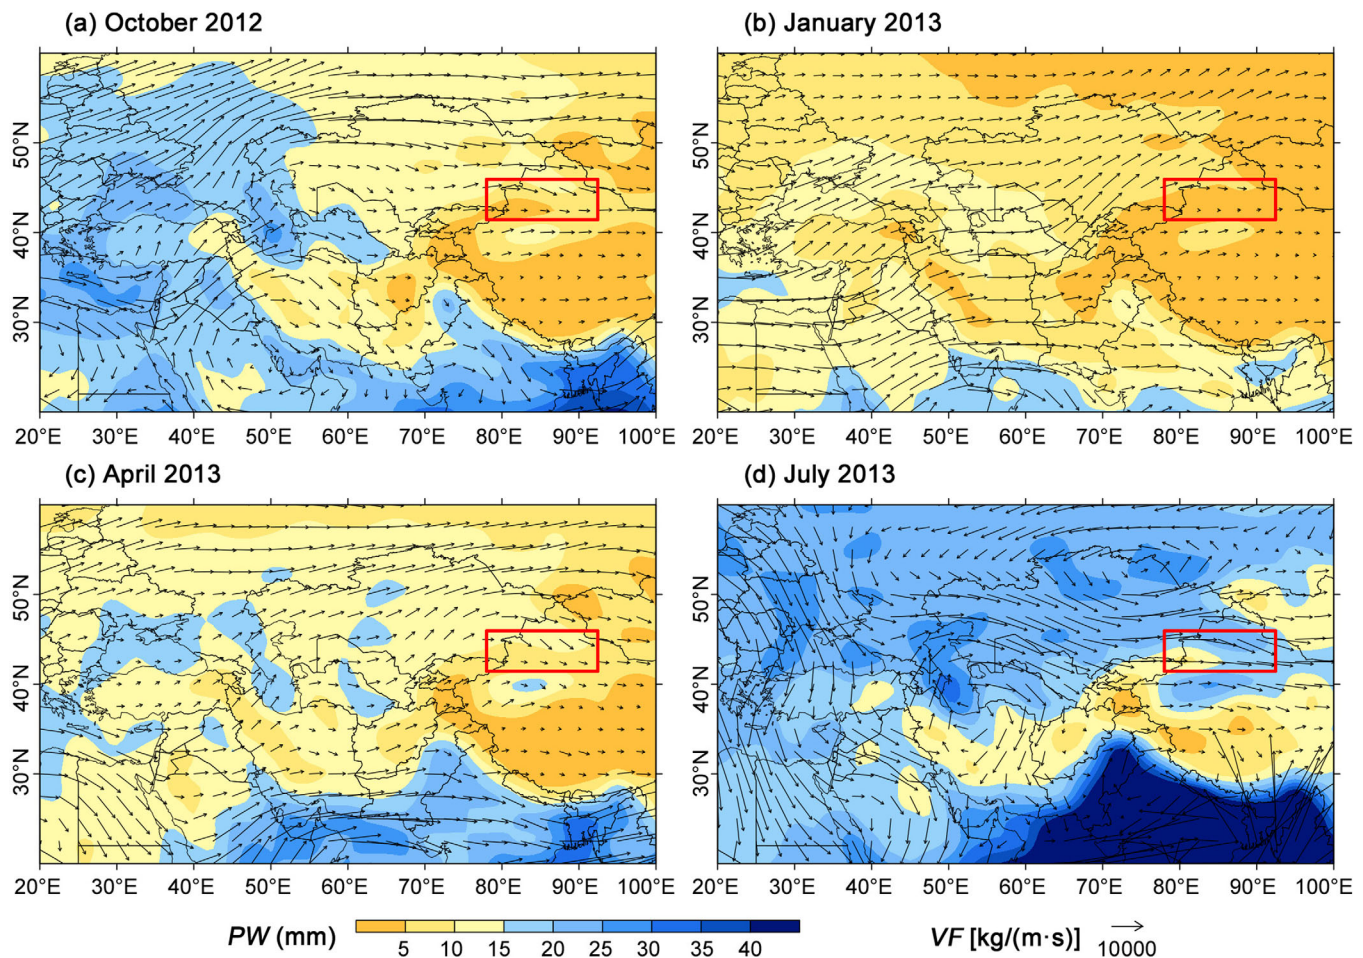 (a) October 2012
(b) January 2013
50°N
40°N
30°N
50°N
40°N
30°N
20°E 30°E 40°E 50°E 60°E 70°E 80°E 90°E 100°E
20°E 30°E 40°E 50°E 60°E 70°E 80°E 90°E 100°E
(c) April 2013
(d) July 2013
50°N
40°N
30°N
50°N
40°N
30°N
20°E 30°E 40°E 50°E 60°E 70°E 80°E 90°E 100°E
20°E 30°E 40°E 50°E 60°E 70°E 80°E 90°E 100°E
PW (mm)
5 10 15 20 25 30 35 40
VF [kg/(m·s)] 10000